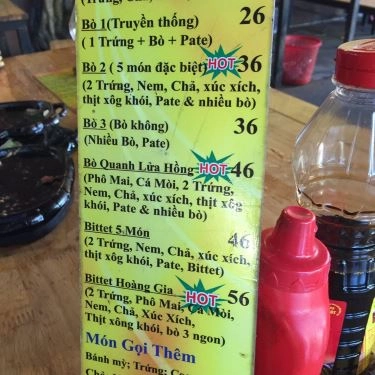 (Trứng,
Bò 1(Truyền thống) 26
( 1 Trứng + Bò + Pate )
Bò 2 ( 5 món đặc biệt) HOT 36
(2 Trứng, Nem, Chả, xúc xích,
thịt xông khói, Pate & nhiều bò)
Bò 3 (Bò không) 36
(Nhiều Bò, Pate)
Bò Quanh Lửa Hồng HOT 46
(Phô Mai, Cá Mòi, 2 Trứng,
Nem, Chả, xúc xích, thịt xông
khói, Pate & nhiều bò)
Bittet 5 Món 46
(2 Trứng, Nem, Chả, xúc xích,
thịt xông khói, Pate, Bittet)
Bittet Hoàng Gia HOT 56
(2 Trứng, Phô Mai, Cá Mòi,
Nem, Chả, Xúc Xích,
Thịt xông khói, bò 3 ngon)
Món Gọi Thêm
Bánh mỳ; Trứng;